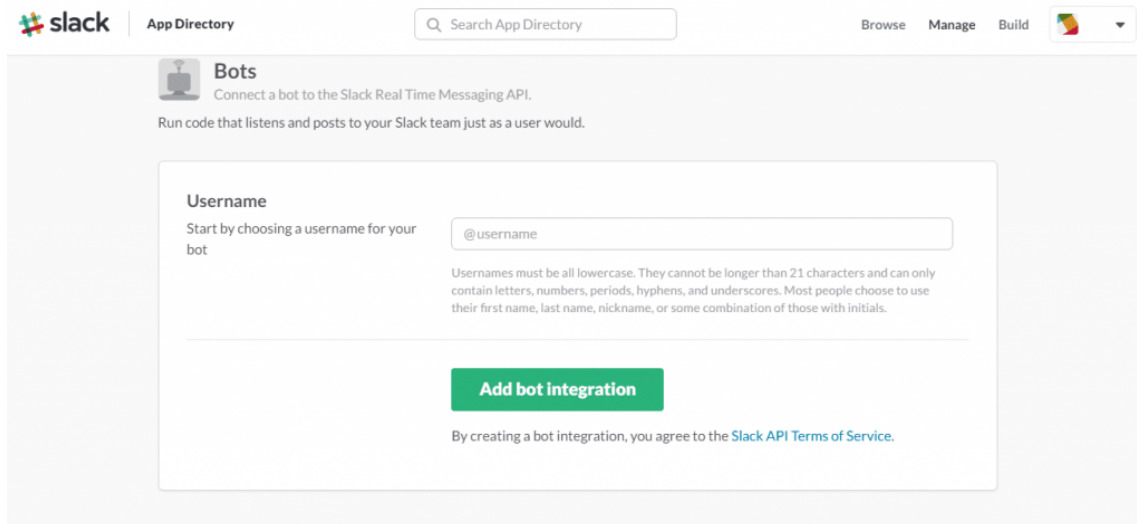 slack
App Directory
Search App Directory
Browse
Manage
Build
Bots
Connect a bot to the Slack Real Time Messaging API.
Run code that listens and posts to your Slack team just as a user would.
Username
Start by choosing a username for your
bot
@username
Usernames must be all lowercase. They cannot be longer than 21 characters and can only
contain letters, numbers, periods, hyphens, and underscores. Most people choose to use
their first name, last name, nickname, or some combination of those with initials.
Add bot integration
By creating a bot integration, you agree to the Slack API Terms of Service.